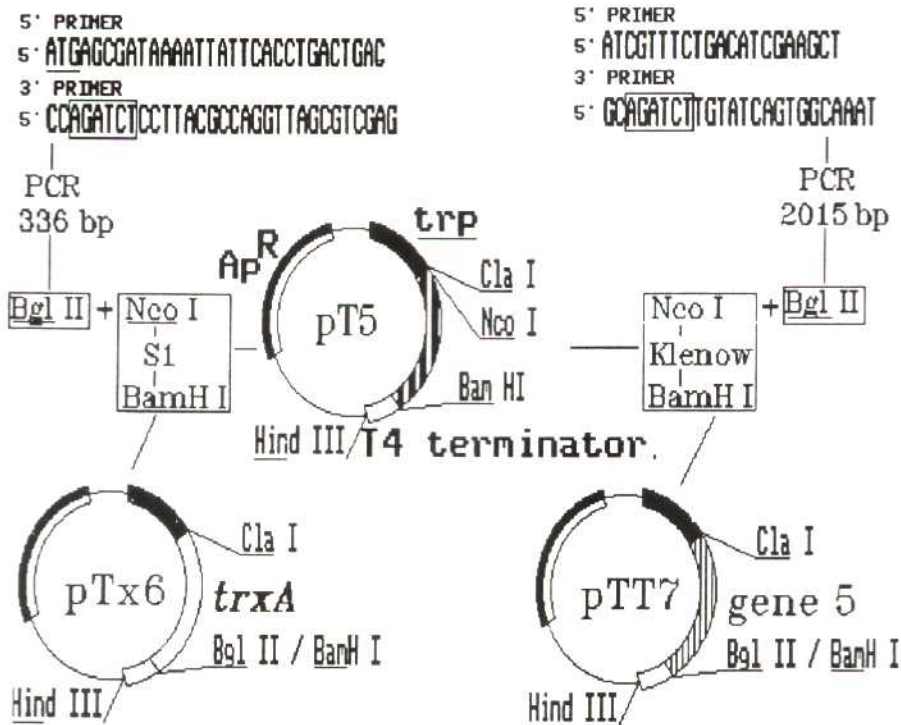 5' PRIMER
5' ATGAGCGATAAAATTATTCACCTGACTGAC
3' PRIMER
5' CCAGATCTCCTTACGCCAGGTTAGCGTCGAG
PCR
336 bp
5' PRIMER
5' ATCGTTTCTGACATCGAAGCT
3' PRIMER
5' GCAGATCTTGTATCAGTGGCAAAT
PCR
2015 bp
Bgl II + Nco I
S1
BamH I
Ap R
trp
pT5
Cla I
Nco I
Bam HI
Hind III
T4 terminator.
Nco I + Bgl II
Klenow
BamH I
pTx6
Cla I
trxA
Bgl II / BamH I
Hind III
pTT7
Cla I
gene 5
Bgl II / BamH I
Hind III